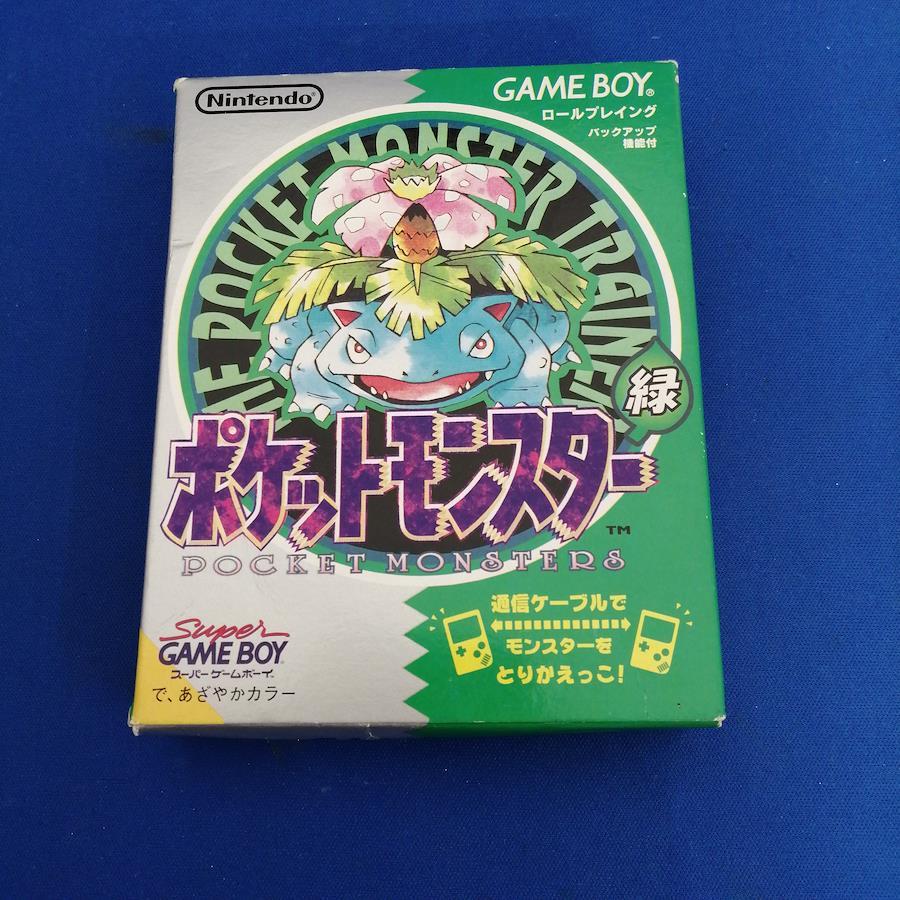 Nintendo
GAME BOY
ロールプレイング
バックアップ
機能付
THE POCKET MONSTER TRAINER
緑
ポケットモンスター
TM
POCKET MONSTERS
通信ケーブルで
モンスターを
とりかえっこ!
Super
GAME BOY
スーパーゲームボーイ
で、あざやかカラー